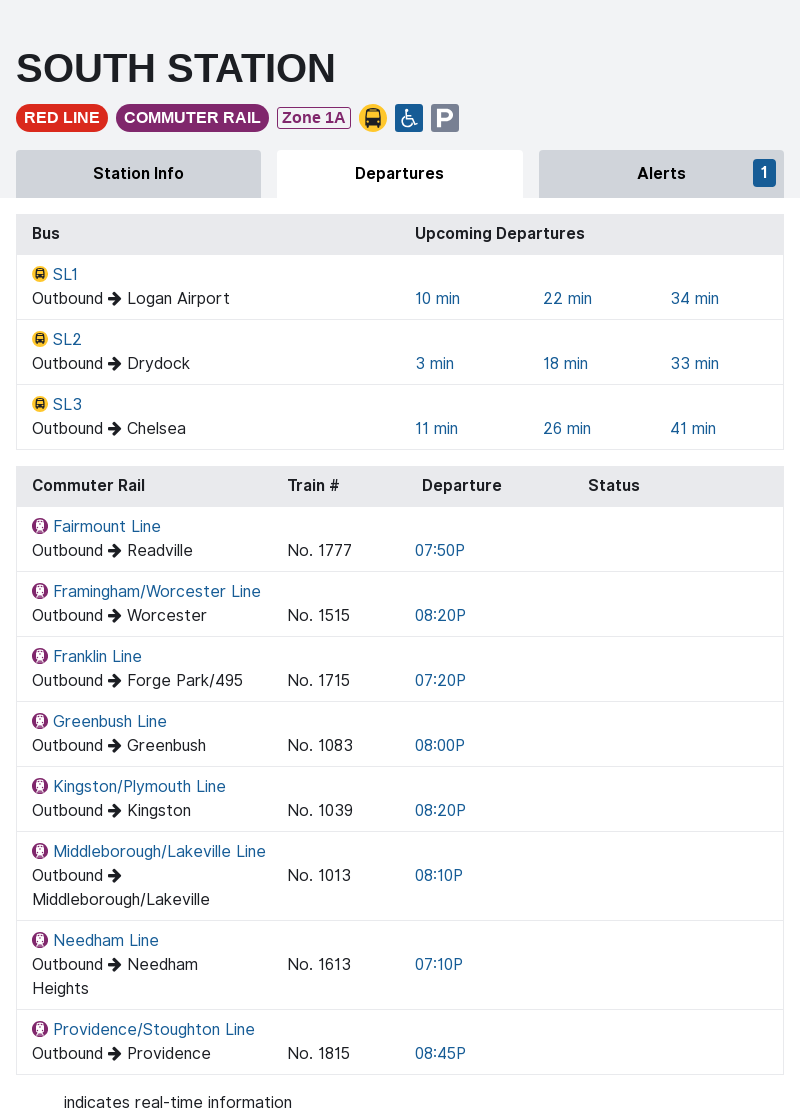 SOUTH STATION
RED LINE COMMUTER RAIL Zone 1A
Station Info Departures Alerts 1
Bus Upcoming Departures
SL1
Outbound → Logan Airport 10 min 22 min 34 min
SL2
Outbound → Drydock 3 min 18 min 33 min
SL3
Outbound → Chelsea 11 min 26 min 41 min
Commuter Rail Train # Departure Status
Fairmount Line
Outbound → Readville No. 1777 07:50P
Framingham/Worcester Line
Outbound → Worcester No. 1515 08:20P
Franklin Line
Outbound → Forge Park/495 No. 1715 07:20P
Greenbush Line
Outbound → Greenbush No. 1083 08:00P
Kingston/Plymouth Line
Outbound → Kingston No. 1039 08:20P
Middleborough/Lakeville Line
Outbound → No. 1013 08:10P
Middleborough/Lakeville
Needham Line
Outbound → Needham No. 1613 07:10P
Heights
Providence/Stoughton Line
Outbound → Providence No. 1815 08:45P
indicates real-time information